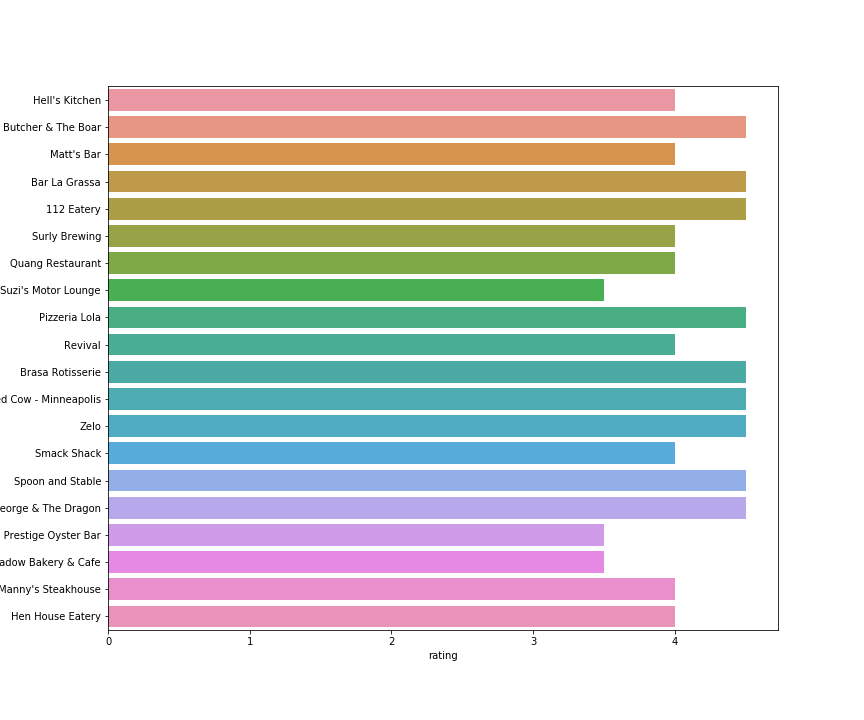 Hell's Kitchen
Butcher & The Boar
Matt's Bar
Bar La Grassa
112 Eatery
Surly Brewing
Quang Restaurant
Suzi's Motor Lounge
Pizzeria Lola
Revival
Brasa Rotisserie
Cow - Minneapolis
Zelo
Smack Shack
Spoon and Stable
& The Dragon
Prestige Oyster Bar
Bakery & Cafe
Manny's Steakhouse
Hen House Eatery
0 1 2 3 4
rating